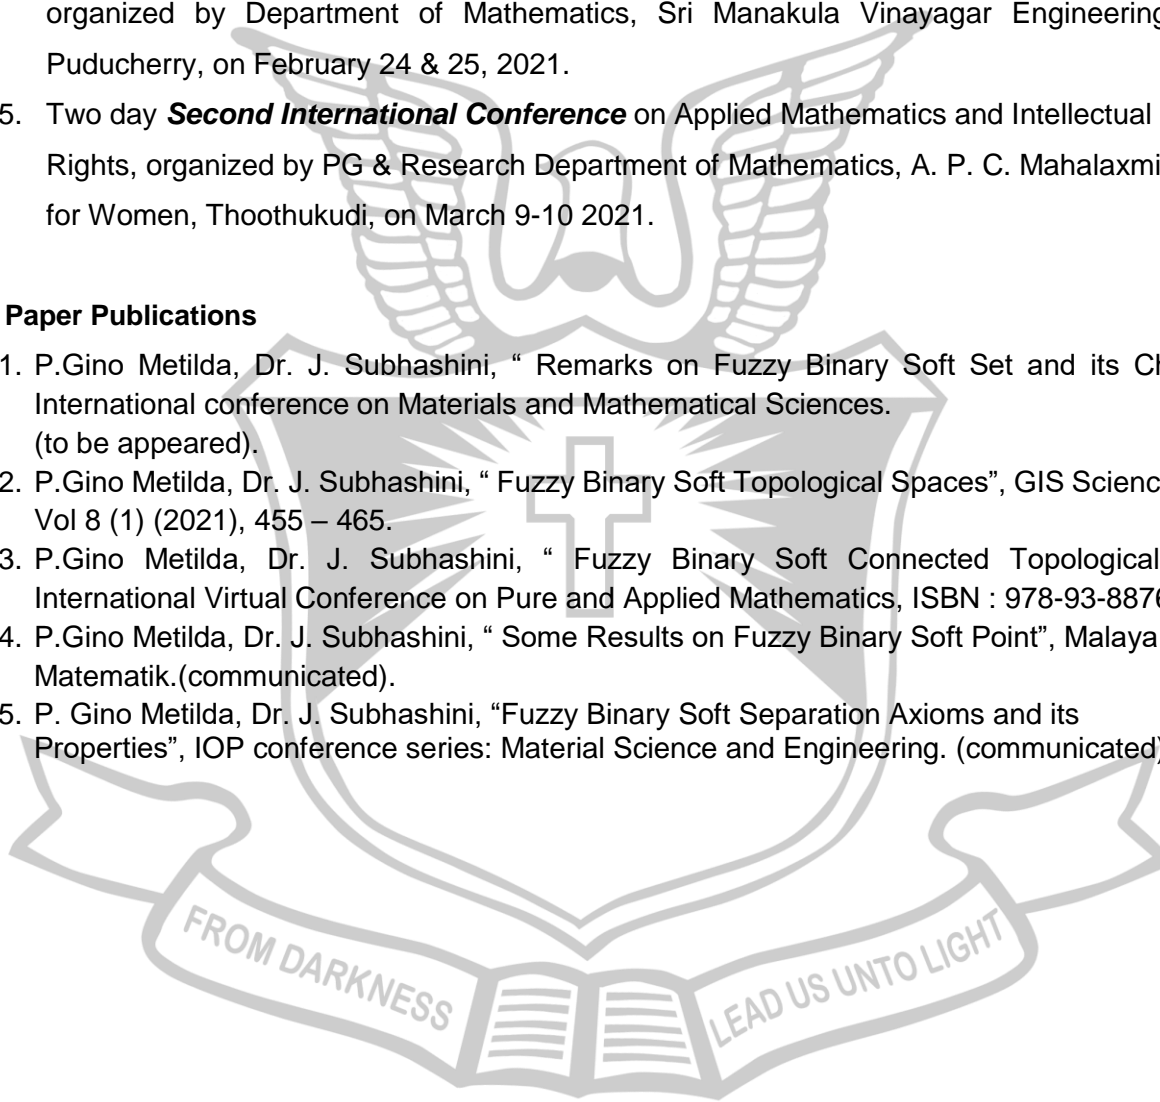 organized by Department of Mathematics, Sri Manakula Vinayagar Engineering
Puducherry, on February 24 & 25, 2021.
5. Two day Second International Conference on Applied Mathematics and Intellectual
Rights, organized by PG & Research Department of Mathematics, A. P. C. Mahalaxmi
for Women, Thoothukudi, on March 9-10 2021.
Paper Publications
1. P.Gino Metilda, Dr. J. Subhashini, “ Remarks on Fuzzy Binary Soft Set and its
International conference on Materials and Mathematical Sciences.
(to be appeared).
2. P.Gino Metilda, Dr. J. Subhashini, “ Fuzzy Binary Soft Topological Spaces”, GIS
Vol 8 (1) (2021), 455 – 465.
3. P.Gino Metilda, Dr. J. Subhashini, “ Fuzzy Binary Soft Connected Topological
International Virtual Conference on Pure and Applied Mathematics, ISBN : 978-93-8876
4. P.Gino Metilda, Dr. J. Subhashini, “ Some Results on Fuzzy Binary Soft Point”, Malaya
Matematik.(communicated).
5. P. Gino Metilda, Dr. J. Subhashini, “Fuzzy Binary Soft Separation Axioms and its
Properties”, IOP conference series: Material Science and Engineering. (communicated)
FROM DARKNESS
LEAD US UNTO LIGHT